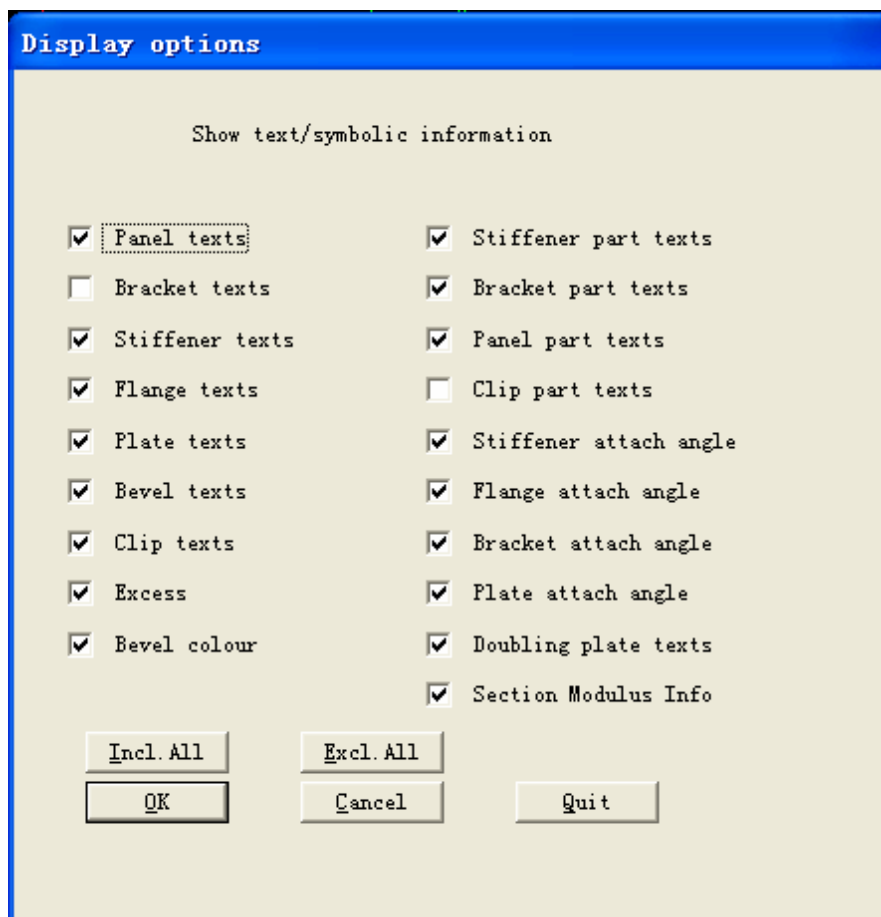 Display options
Show text/symbolic information
Panel texts
Bracket texts
Stiffener texts
Flange texts
Plate texts
Bevel texts
Clip texts
Excess
Bevel colour
Stiffener part texts
Bracket part texts
Panel part texts
Clip part texts
Stiffener attach angle
Flange attach angle
Bracket attach angle
Plate attach angle
Doubling plate texts
Section Modulus Info
Incl. All
Excl. All
OK
Cancel
Quit